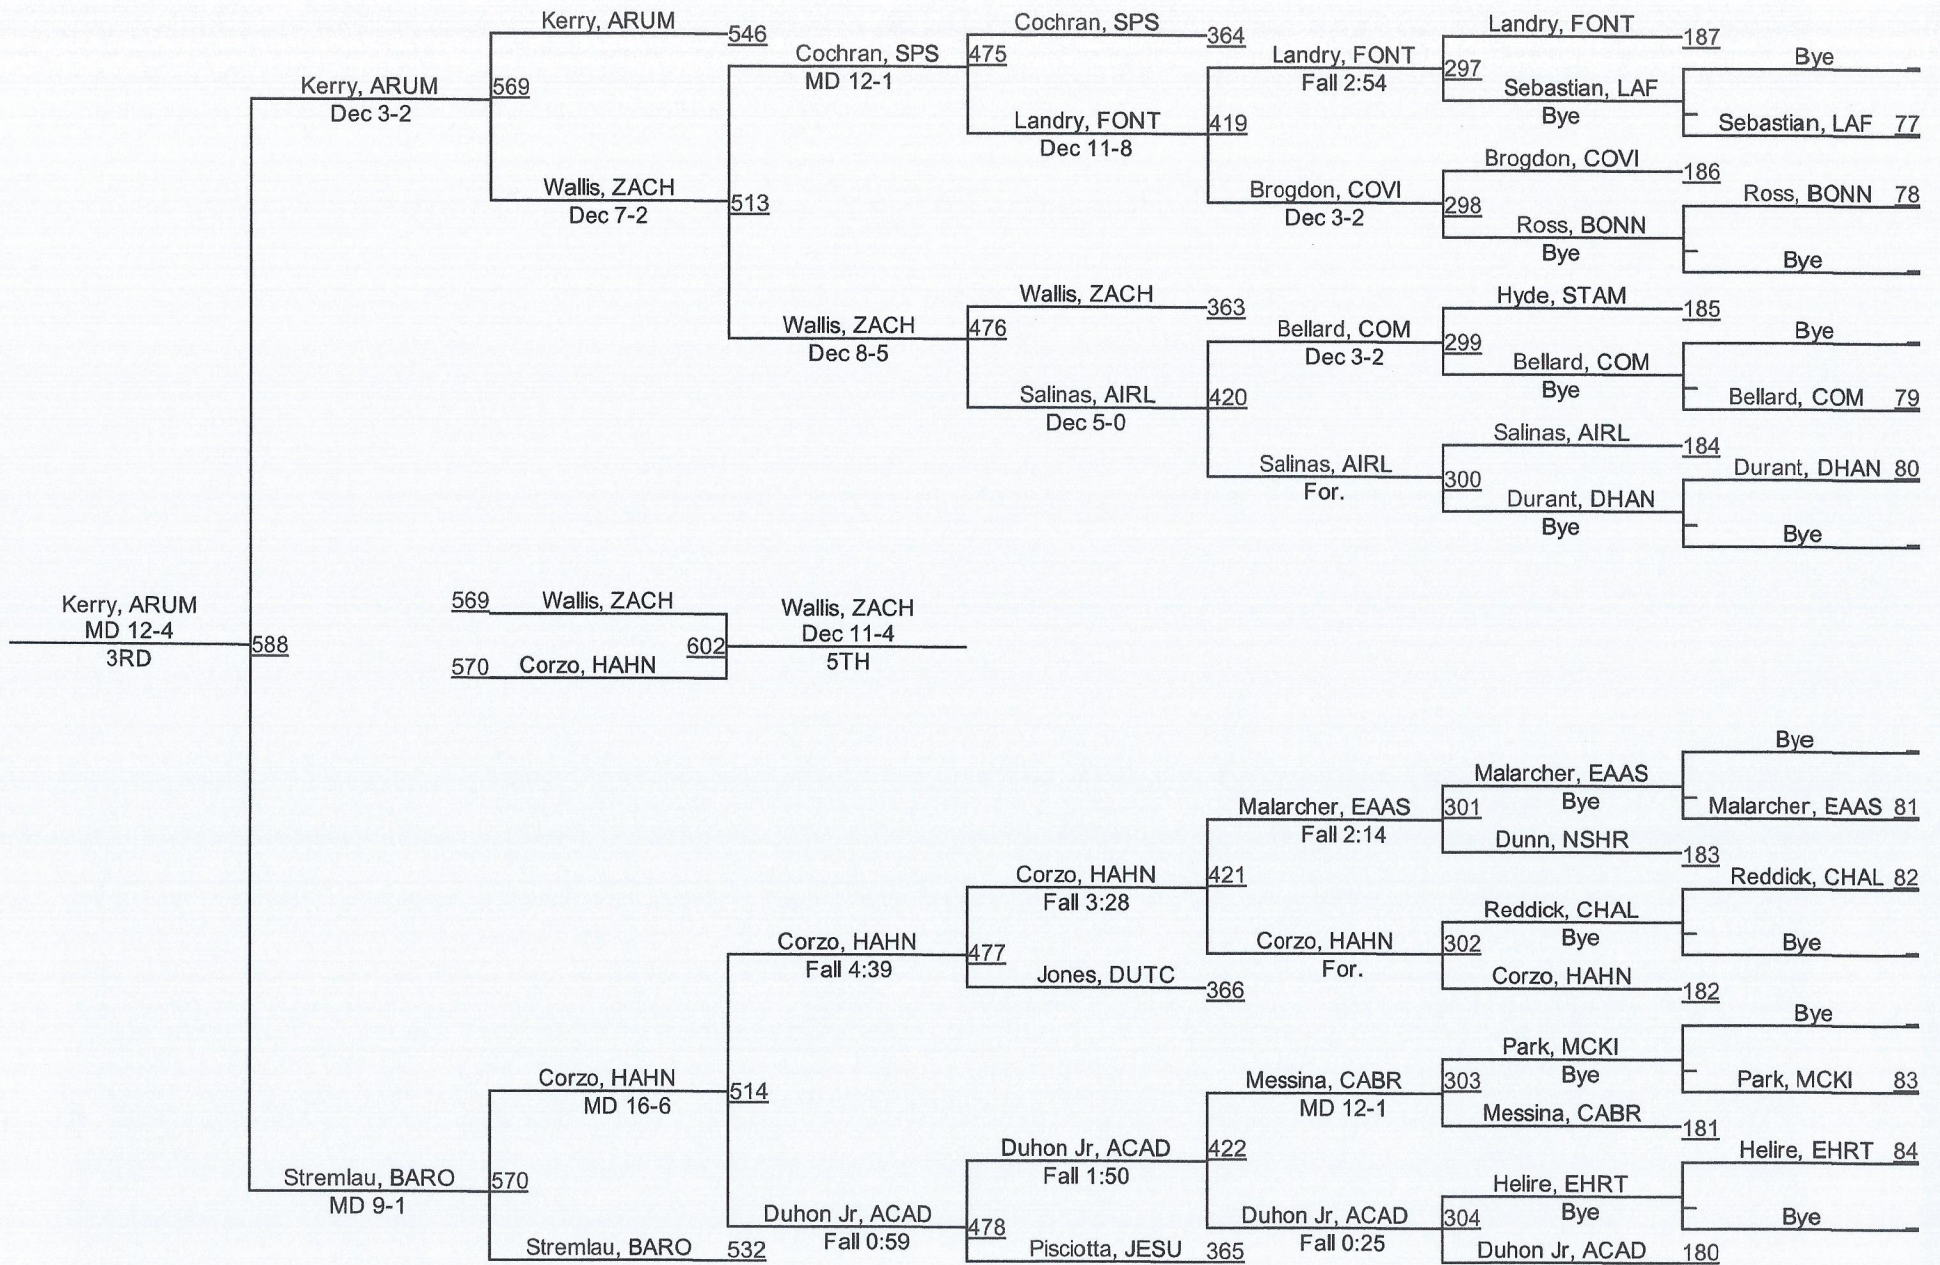 Kerry, ARUM
546
Cochran, SPS
364
Landry, FONT
187
Bye
Cochran, SPS
MD 12-1
475
Landry, FONT
Fall 2:54
297
Sebastian, LAF
Bye
Kerry, ARUM
Dec 3-2
569
Landry, FONT
Dec 11-8
419
Sebastian, LAF 77
Brogdon, COVI
186
Wallis, ZACH
Dec 7-2
513
Brogdon, COVI
Dec 3-2
298
Ross, BONN 78
Ross, BONN
Bye
Bye
Wallis, ZACH
363
Hyde, STAM
185
Wallis, ZACH
Dec 8-5
476
Bellard, COM
Dec 3-2
299
Bye
Bellard, COM
Bye
Salinas, AIRL
Dec 5-0
420
Bellard, COM 79
Salinas, AIRL
184
Salinas, AIRL
For.
300
Durant, DHAN 80
Durant, DHAN
Bye
Bye
Kerry, ARUM
MD 12-4
3RD
588
569 Wallis, ZACH
602
570 Corzo, HAHN
Wallis, ZACH
Dec 11-4
5TH
Bye
Malarcher, EAAS
Bye
Malarcher, EAAS
Fall 2:14
301
Malarcher, EAAS 81
Dunn, NSHR
183
Corzo, HAHN
Fall 3:28
421
Reddick, CHAL 82
Reddick, CHAL
Bye
Corzo, HAHN
Fall 4:39
477
Corzo, HAHN
For.
302
Bye
Jones, DUTC
366
Corzo, HAHN
182
Bye
Park, MCKI
Bye
Corzo, HAHN
MD 16-6
514
Messina, CABR
MD 12-1
303
Park, MCKI 83
Messina, CABR
181
Duhon Jr, ACAD
Fall 1:50
422
Helire, EHRT 84
Stremlau, BARO
MD 9-1
570
Helire, EHRT
Bye
Duhon Jr, ACAD
Fall 0:59
478
Duhon Jr, ACAD
Fall 0:25
304
Bye
Stremlau, BARO 532
Pisciotta, JESU 365
Duhon Jr, ACAD 180